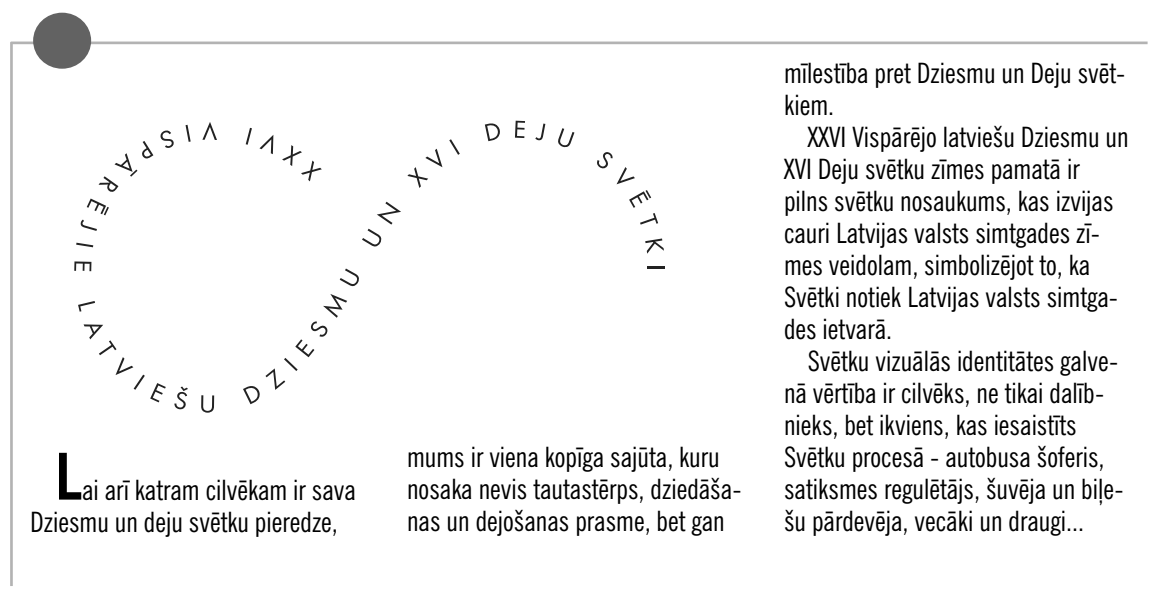 XXVI VISPĀRĒJIE LATVIEŠU DZIESMU UN XVI DEJU SVĒTKI
Lai arī katram cilvēkam ir sava
Dziesmu un deju svētku pieredze,
mums ir viena kopīga sajūta, kuru
nosaka nevis tautastērps, dziedāša-
nas un dejošanas prasme, bet gan
mīlestība pret Dziesmu un Deju svēt-
kiem.
XXVI Vispārējo latviešu Dziesmu un
XVI Deju svētku zīmes pamatā ir
pilns svētku nosaukums, kas izvijas
cauri Latvijas valsts simtgades zī-
mes veidolam, simbolizējot to, ka
Svētki notiek Latvijas valsts simtga-
des ietvarā.
Svētku vizuālās identitātes galve-
nā vērtība ir cilvēks, ne tikai dalīb-
nieks, bet ikviens, kas iesaistīts
Svētku procesā - autobusa šoferis,
satiksmes regulētājs, šuvēja un biļe-
šu pārdevēja, vecāki un draugi...